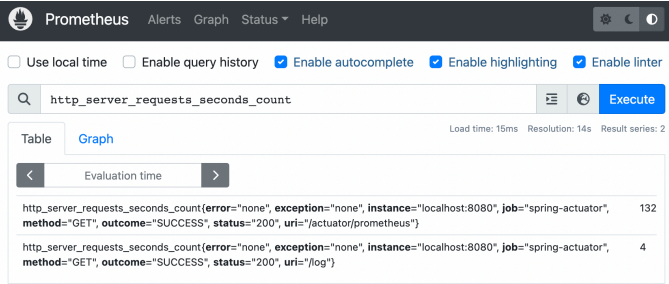 Prometheus Alerts Graph Status Help
Use local time Enable query history Enable autocomplete Enable highlighting Enable linter
http_server_requests_seconds_count Execute
Table Graph Load time: 15ms Resolution: 14s Result series: 2
Evaluation time
http_server_requests_seconds_count{error="none", exception="none", instance="localhost:8080", job="spring-actuator", 132
method="GET", outcome="SUCCESS", status="200", uri="/actuator/prometheus"}
http_server_requests_seconds_count{error="none", exception="none", instance="localhost:8080", job="spring-actuator", 4
method="GET", outcome="SUCCESS", status="200", uri="/log"}